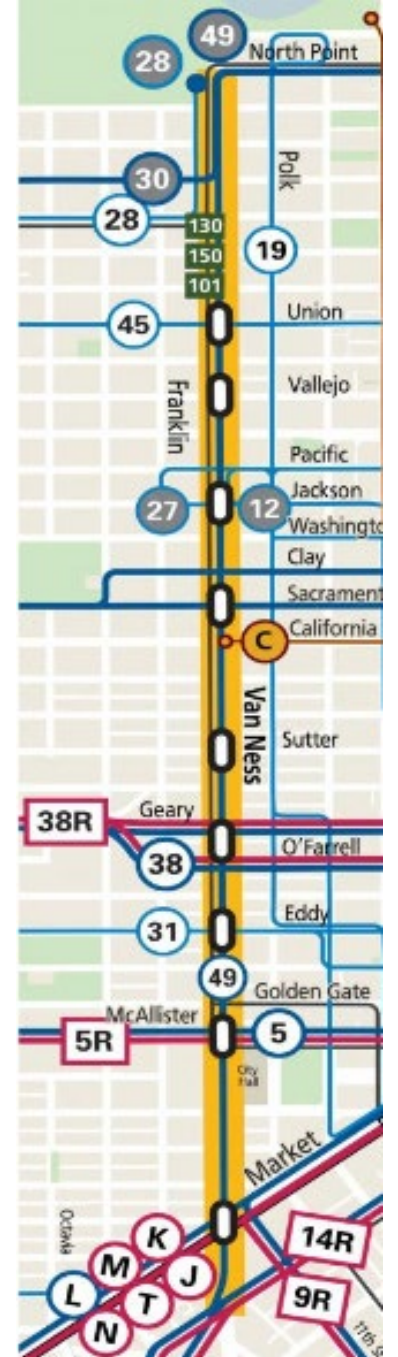 49
28
North Point
Polk
30
28
130
19
150
101
45
Union
Franklin
Vallejo
Pacific
27
12
Jackson
Washingto
Clay
Sacrament
California
C
Van Ness
Sutter
Geary
38R
38
O'Farrell
31
Eddy
49
Golden Gate
McAllister
5R
5
City
Hall
Market
Octavia
K
M
J
L
T
N
14R
9R
11th St